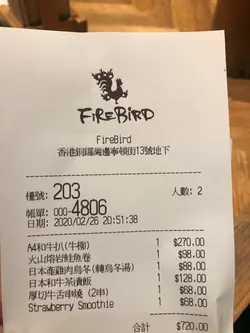 FiREBiRD
FireBird
香港銅鑼灣邊寧頓街13號地下
檯號: 203
人數: 2
帳單: 000-4806
日期: 2020/02/26 20:51:38
A4和牛扒(牛柳) 1 $270.00
火山熔岩鮭魚卷 1 $98.00
日本產雞肉烏冬(轉烏冬湯) 1 $88.00
日本和牛茶漬飯 1 $128.00
厚切牛舌串燒 (2串) 1 $68.00
Strawberry Smoothie 1 $68.00
合計 $720.00